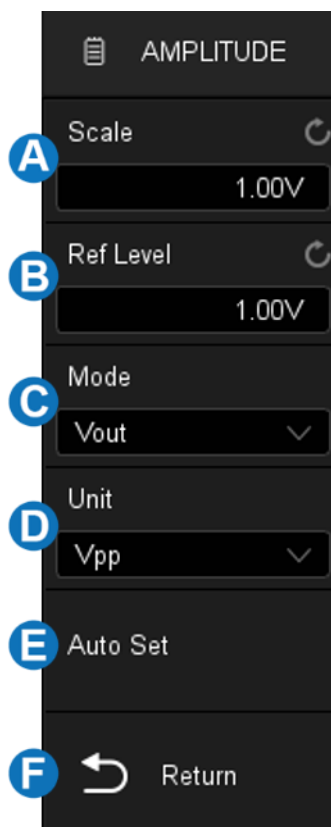 AMPLITUDE
A
Scale
1.00V
B
Ref Level
1.00V
C
Mode
Vout
D
Unit
Vpp
E
Auto Set
F
Return